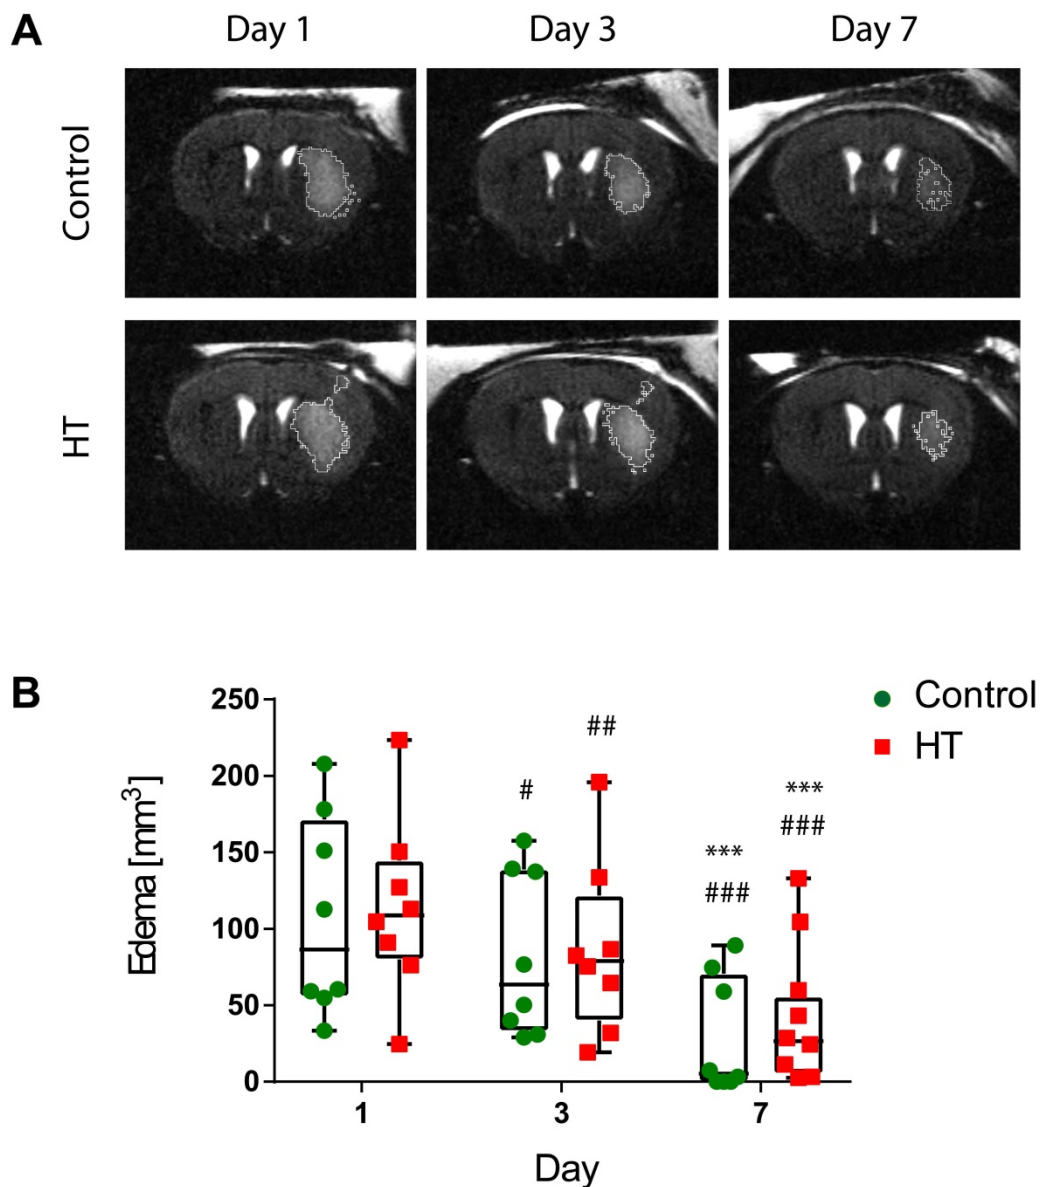 A
Day 1 Day 3 Day 7
Control
HT
B
Control
HT
Edema [mm³]
250
200
150
100
50
0
#
##
***
###
***
###
1 3 7
Day